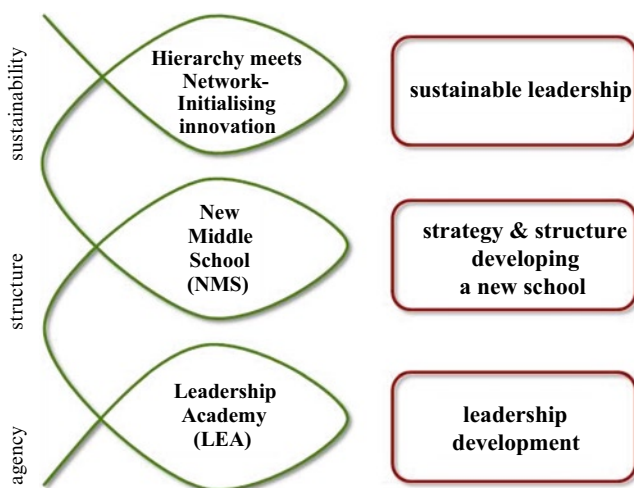 sustainability
Hierarchy meets
Network-
Initialising
innovation
sustainable leadership
structure
New
Middle
School
(NMS)
strategy & structure
developing
a new school
agency
Leadership
Academy
(LEA)
leadership
development